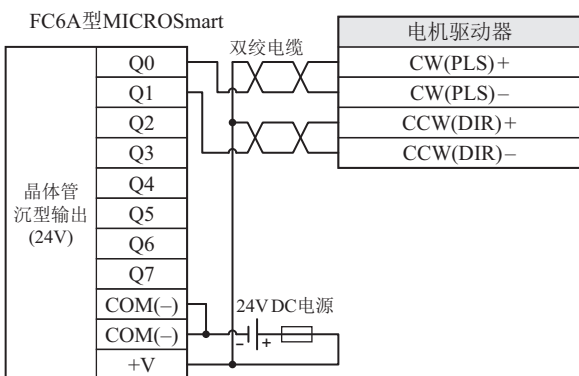 FC6A型MICROSmart
双绞电缆
电机驱动器
Q0
CW(PLS)+
Q1
CW(PLS)–
Q2
CCW(DIR)+
Q3
CCW(DIR)–
晶体管
沉型输出
(24V)
Q4
Q5
Q6
Q7
COM(–)
24V DC电源
COM(–)
– +
+V